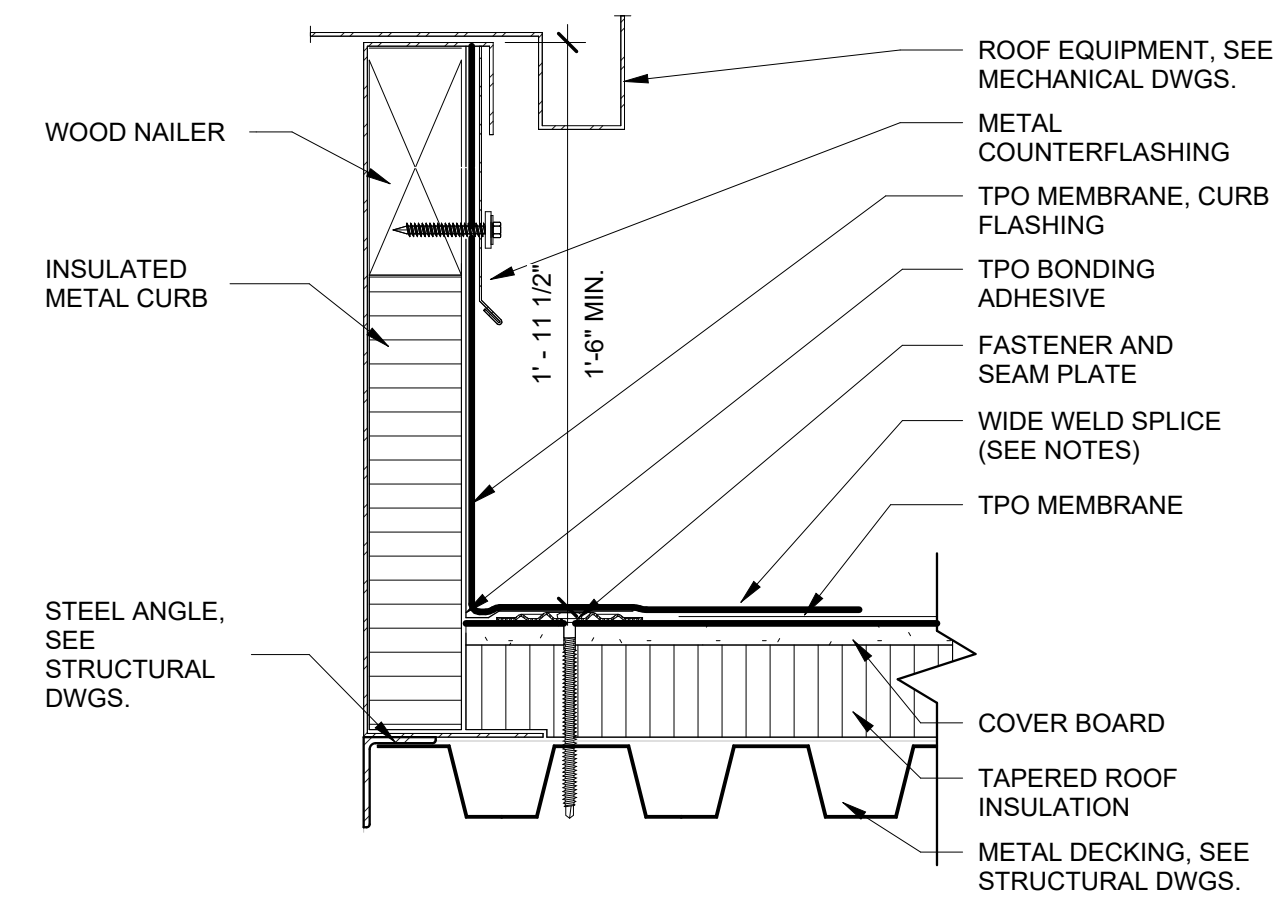 WOOD NAILER
INSULATED
METAL CURB
STEEL ANGLE,
SEE
STRUCTURAL
DWGS.
1' - 11 1/2"
1'-6" MIN.
ROOF EQUIPMENT, SEE
MECHANICAL DWGS.
METAL
COUNTERFLASHING
TPO MEMBRANE, CURB
FLASHING
TPO BONDING
ADHESIVE
FASTENER AND
SEAM PLATE
WIDE WELD SPLICE
(SEE NOTES)
TPO MEMBRANE
COVER BOARD
TAPERED ROOF
INSULATION
METAL DECKING, SEE
STRUCTURAL DWGS.